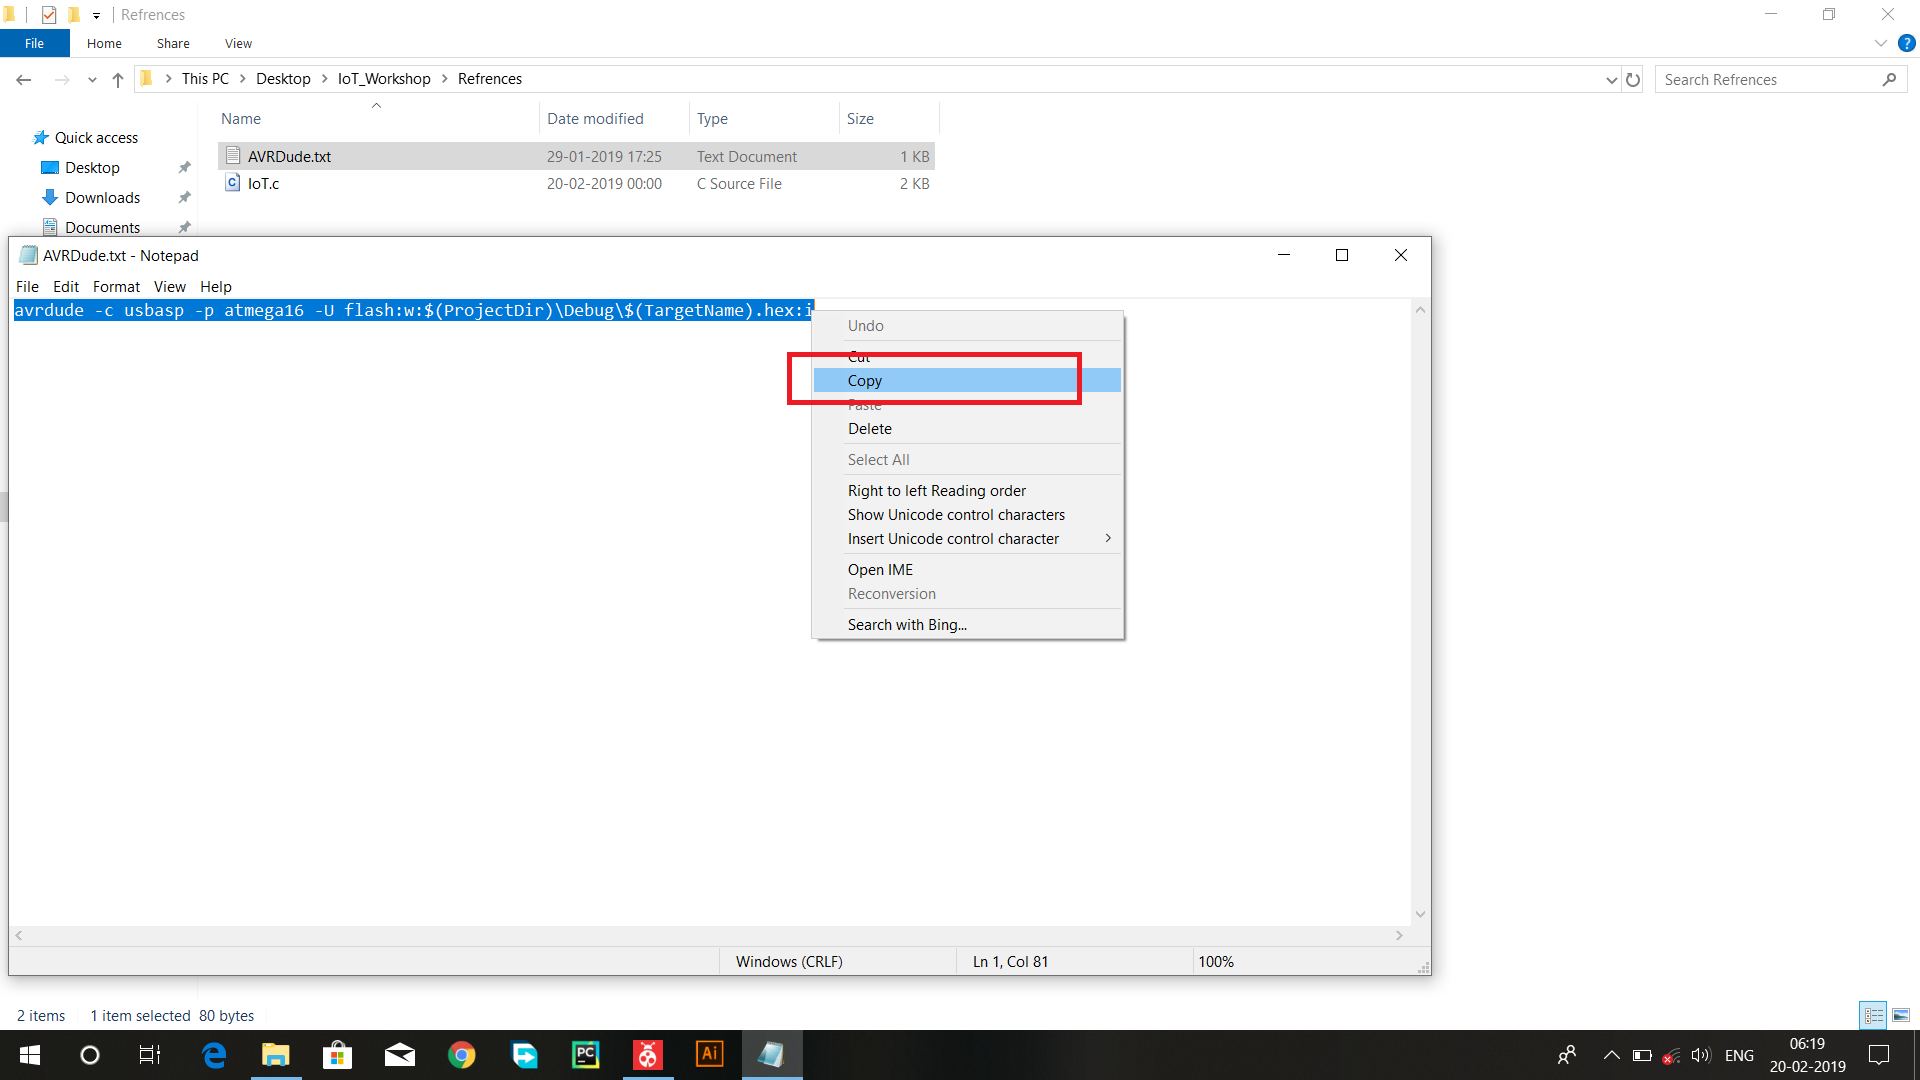 Refrences
File Home Share View
This PC > Desktop > IoT_Workshop > Refrences
Search Refrences
Name Date modified Type Size
Quick access
AVRDude.txt 29-01-2019 17:25 Text Document 1 KB
Desktop
IoT.c 20-02-2019 00:00 C Source File 2 KB
Downloads
Documents
AVRDude.txt - Notepad
File Edit Format View Help
avrdude -c usbasp -p atmega16 -U flash:w:$(ProjectDir)\Debug\$(TargetName).hex:i
Undo
Cut
Copy
Paste
Delete
Select All
Right to left Reading order
Show Unicode control characters
Insert Unicode control character >
Open IME
Reconversion
Search with Bing...
Windows (CRLF) Ln 1, Col 81 100%
2 items 1 item selected 80 bytes
PC
Ai
ENG
06:19
20-02-2019